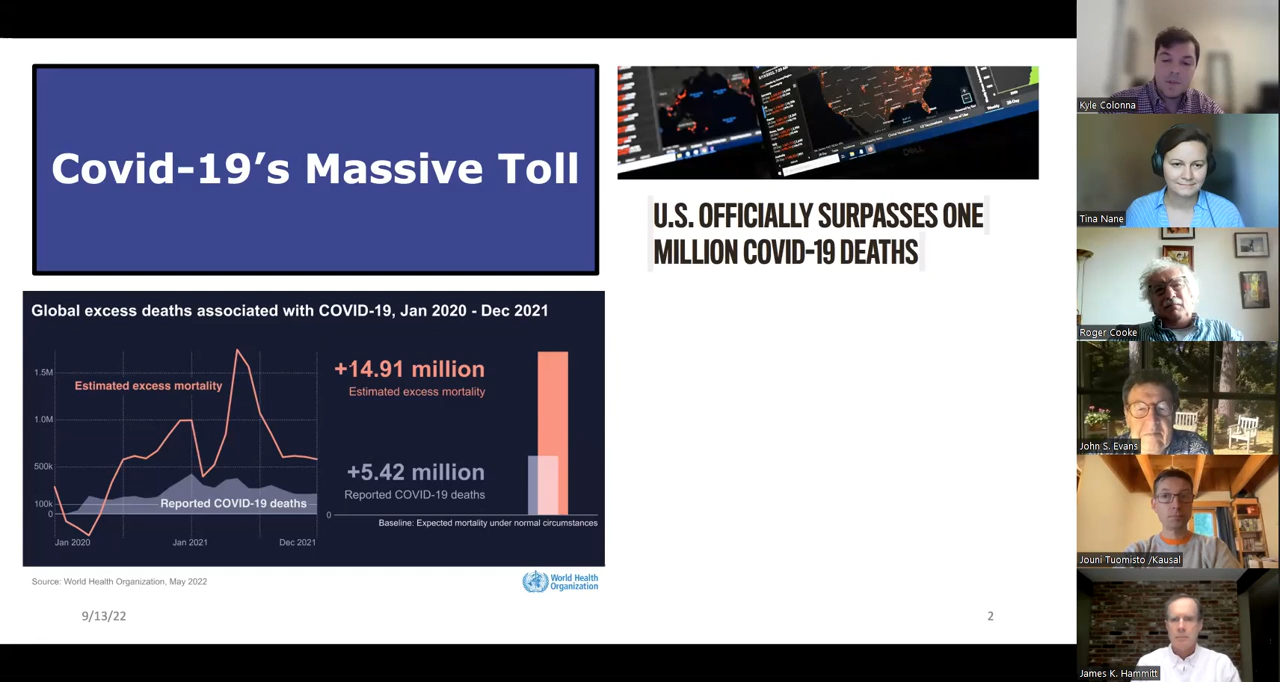 Covid-19's Massive Toll
U.S. OFFICIALLY SURPASSES ONE
MILLION COVID-19 DEATHS
DELL
Global excess deaths associated with COVID-19, Jan 2020 - Dec 2021
1.5M
1.0M
500k
100k
0
Estimated excess mortality
Reported COVID-19 deaths
Jan 2020
Jan 2021
Dec 2021
+14.91 million
Estimated excess mortality
+5.42 million
Reported COVID-19 deaths
0
Baseline: Expected mortality under normal circumstances
Source: World Health Organization, May 2022
World Health
Organization
9/13/22
2
Kyle Colonna
Tina Nane
Roger Cooke
John S. Evans
Jouni Tuomisto /Kausal
James K. Hammitt